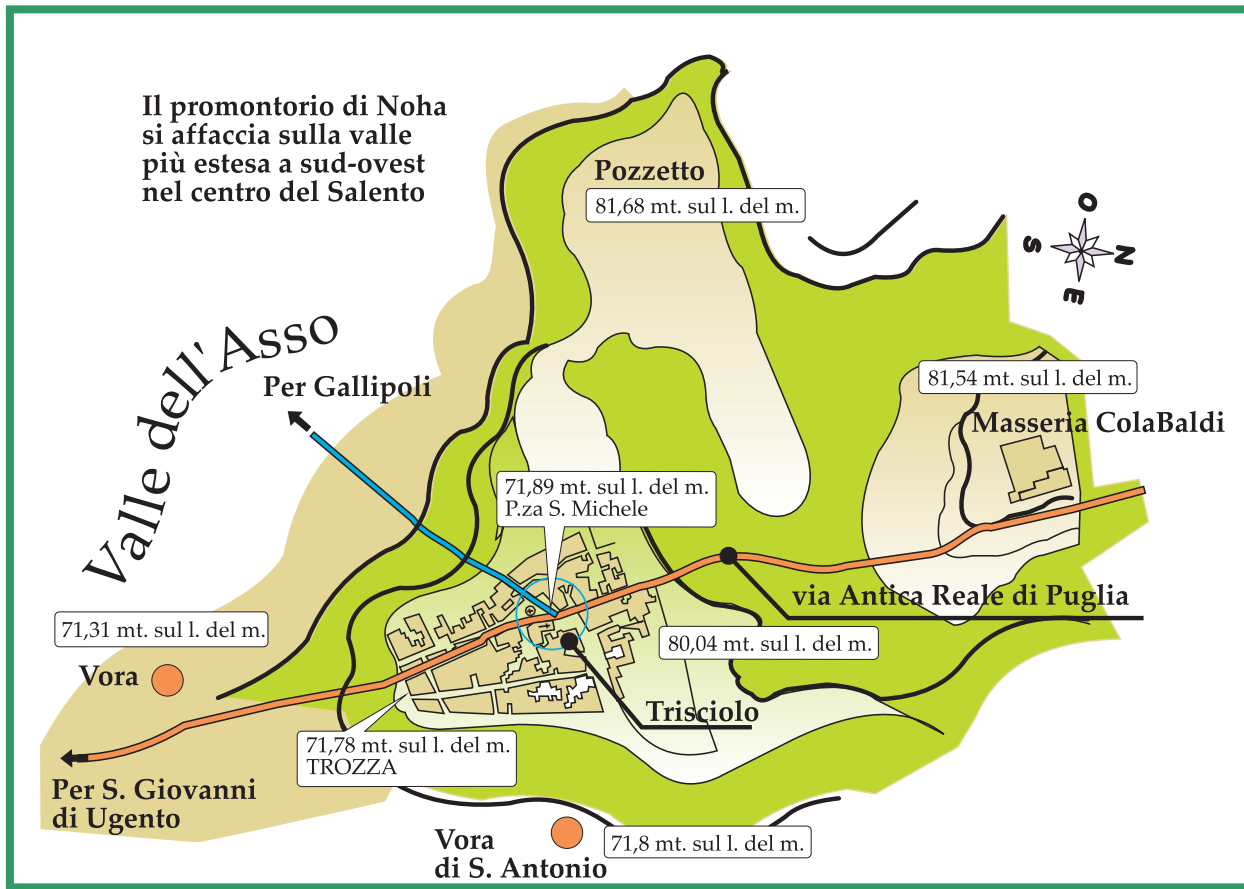 Il promontorio di Noha
si affaccia sulla valle
più estesa a sud-ovest
nel centro del Salento
Pozzetto
81,68 mt. sul l. del m.
O
S
N
E
Valle dell'Asso
Per Gallipoli
81,54 mt. sul l. del m.
Masseria ColaBaldi
71,89 mt. sul l. del m.
P.za S. Michele
via Antica Reale di Puglia
71,31 mt. sul l. del m.
Vora
80,04 mt. sul l. del m.
Trisciolo
71,78 mt. sul l. del m.
TROZZA
Per S. Giovanni
di Ugento
Vora
di S. Antonio
71,8 mt. sul l. del m.